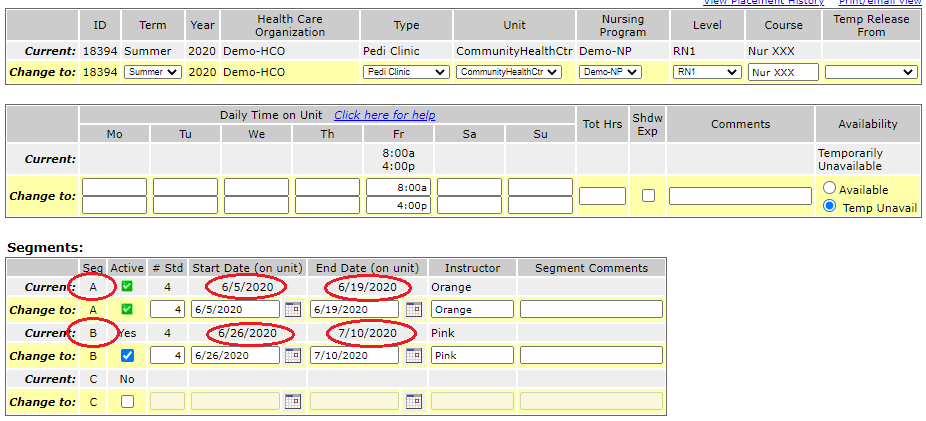 View Placement History Print/email view
ID Term Year Health Care Organization Type Unit Nursing Program Level Course Temp Release From
Current: 18394 Summer 2020 Demo-HCO Pedi Clinic CommunityHealthCtr Demo-NP RN1 Nur XXX
Change to: 18394 Summer 2020 Demo-HCO Pedi Clinic CommunityHealthCtr Demo-NP RN1 Nur XXX
Daily Time on Unit Click here for help Tot Hrs Shdw Exp Comments Availability
Mo Tu We Th Fr Sa Su
Current: 8:00a 4:00p Temporarily Unavailable
Change to: 8:00a 4:00p Available Temp Unavail
Segments:
Seg Active # Std Start Date (on unit) End Date (on unit) Instructor Segment Comments
Current: A 4 6/5/2020 6/19/2020 Orange
Change to: A 4 6/5/2020 6/19/2020 Orange
Current: B Yes 4 6/26/2020 7/10/2020 Pink
Change to: B 4 6/26/2020 7/10/2020 Pink
Current: C No
Change to: C